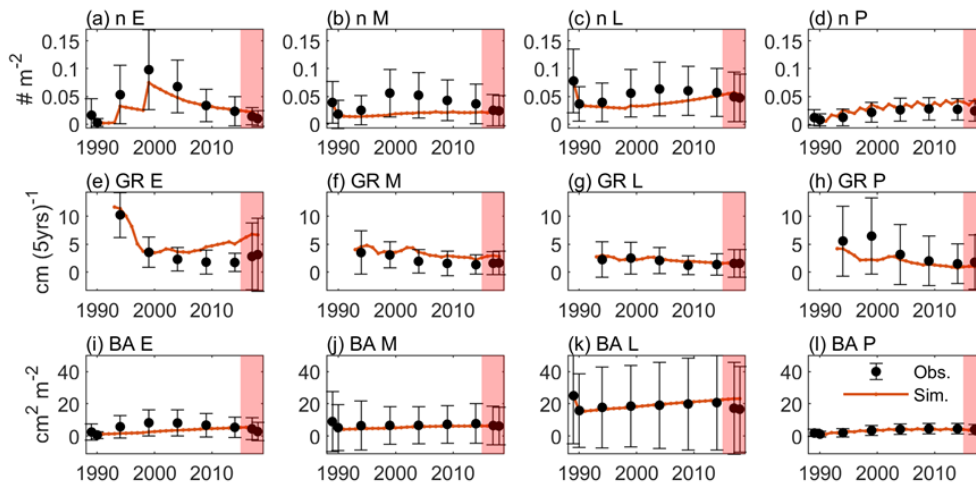 (a) n E
(b) n M
(c) n L
(d) n P
# m⁻²
0.15
0.1
0.05
0
1990 2000 2010
0.15
0.1
0.05
0
1990 2000 2010
0.15
0.1
0.05
0
1990 2000 2010
0.15
0.1
0.05
0
1990 2000 2010
(e) GR E
(f) GR M
(g) GR L
(h) GR P
cm (5yrs)⁻¹
10
5
0
1990 2000 2010
10
5
0
1990 2000 2010
10
5
0
1990 2000 2010
10
5
0
1990 2000 2010
(i) BA E
(j) BA M
(k) BA L
(l) BA P
cm² m⁻²
40
20
0
1990 2000 2010
40
20
0
1990 2000 2010
40
20
0
1990 2000 2010
40
20
0
1990 2000 2010
Obs.
Sim.